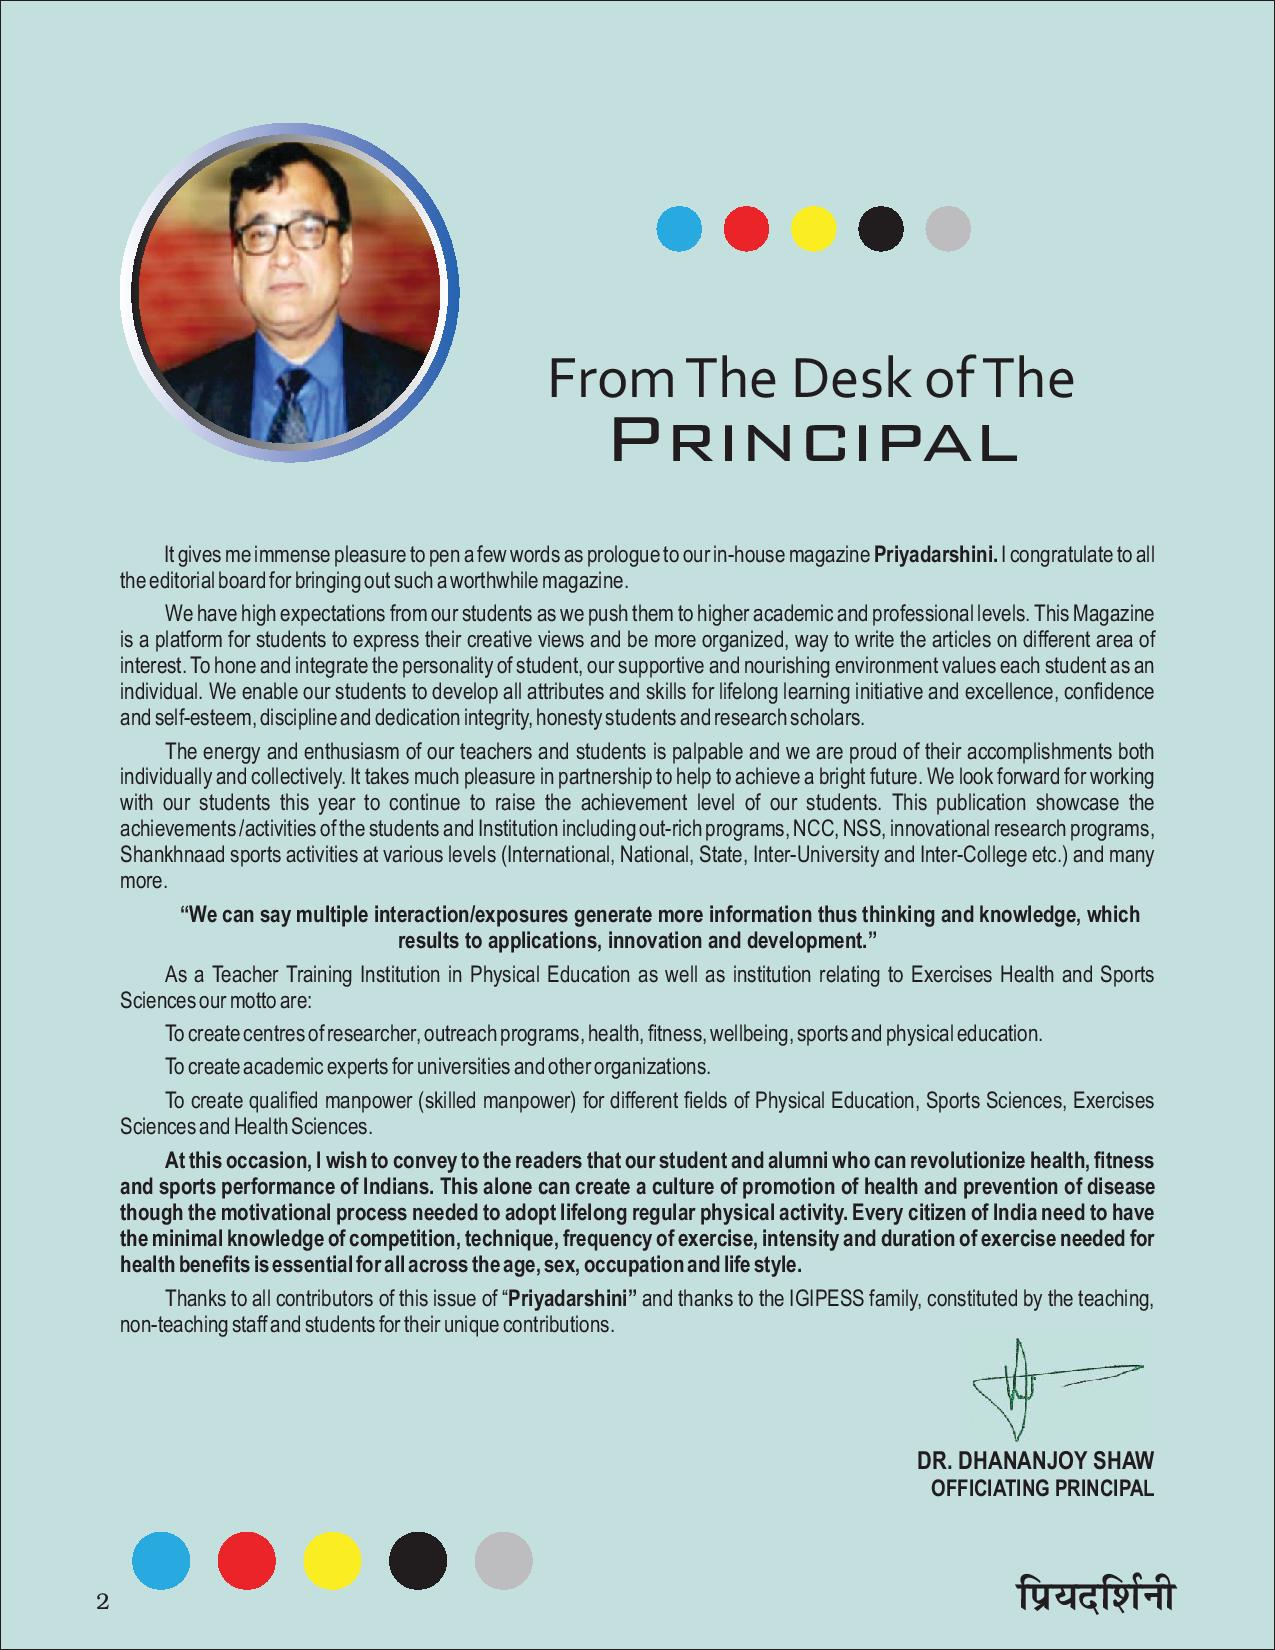 From The Desk of The
PRINCIPAL
It gives me immense pleasure to pen a few words as prologue to our in-house magazine Priyadarshini. I congratulate to all
the editorial board for bringing out such a worthwhile magazine.
We have high expectations from our students as we push them to higher academic and professional levels. This Magazine
is a platform for students to express their creative views and be more organized, way to write the articles on different area of
interest. To hone and integrate the personality of student, our supportive and nourishing environment values each student as an
individual. We enable our students to develop all attributes and skills for lifelong learning initiative and excellence, confidence
and self-esteem, discipline and dedication integrity, honesty students and research scholars.
The energy and enthusiasm of our teachers and students is palpable and we are proud of their accomplishments both
individually and collectively. It takes much pleasure in partnership to help to achieve a bright future. We look forward for working
with our students this year to continue to raise the achievement level of our students. This publication showcase the
achievements /activities of the students and Institution including out-rich programs, NCC, NSS, innovational research programs,
Shankhnaad sports activities at various levels (International, National, State, Inter-University and Inter-College etc.) and many
more.
“We can say multiple interaction/exposures generate more information thus thinking and knowledge, which
results to applications, innovation and development.”
As a Teacher Training Institution in Physical Education as well as institution relating to Exercises Health and Sports
Sciences our motto are:
To create centres of researcher, outreach programs, health, fitness, wellbeing, sports and physical education.
To create academic experts for universities and other organizations.
To create qualified manpower (skilled manpower) for different fields of Physical Education, Sports Sciences, Exercises
Sciences and Health Sciences.
At this occasion, I wish to convey to the readers that our student and alumni who can revolutionize health, fitness
and sports performance of Indians. This alone can create a culture of promotion of health and prevention of disease
though the motivational process needed to adopt lifelong regular physical activity. Every citizen of India need to have
the minimal knowledge of competition, technique, frequency of exercise, intensity and duration of exercise needed for
health benefits is essential for all across the age, sex, occupation and life style.
Thanks to all contributors of this issue of “Priyadarshini” and thanks to the IGIPESS family, constituted by the teaching,
non-teaching staff and students for their unique contributions.
DR. DHANANJOY SHAW
OFFICIATING PRINCIPAL
2
प्रियदर्शिनी